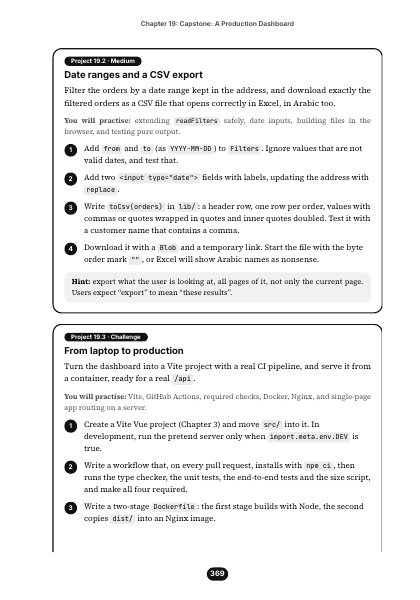 Chapter 19: Capstone: A Production Dashboard
Project 19.2 · Medium
Date ranges and a CSV export
Filter the orders by a date range kept in the address, and download exactly the
filtered orders as a CSV file that opens correctly in Excel, in Arabic too.
You will practise: extending readFilters safely, date inputs, building files in the
browser, and testing pure output.
1 Add from and to (as YYYY-MM-DD) to Filters. Ignore values that are not
valid dates, and test that.
2 Add two <input type="date"> fields with labels, updating the address with
replace.
3 Write toCsv(orders) in lib/: a header row, one row per order, values with
commas or quotes wrapped in quotes and inner quotes doubled. Test it with
a customer name that contains a comma.
4 Download it with a Blob and a temporary link. Start the file with the byte
order mark "", or Excel will show Arabic names as nonsense.
Hint: export what the user is looking at, all pages of it, not only the current page.
Users expect “export” to mean “these results”.
Project 19.3 · Challenge
From laptop to production
Turn the dashboard into a Vite project with a real CI pipeline, and serve it from
a container, ready for a real /api.
You will practise: Vite, GitHub Actions, required checks, Docker, Nginx, and single-page
app routing on a server.
1 Create a Vite Vue project (Chapter 3) and move src/ into it. In
development, run the pretend server only when import.meta.env.DEV is
true.
2 Write a workflow that, on every pull request, installs with npm ci, then
runs the type checker, the unit tests, the end-to-end tests and the size script,
and make all four required.
3 Write a two-stage Dockerfile: the first stage builds with Node, the second
copies dist/ into an Nginx image.
369